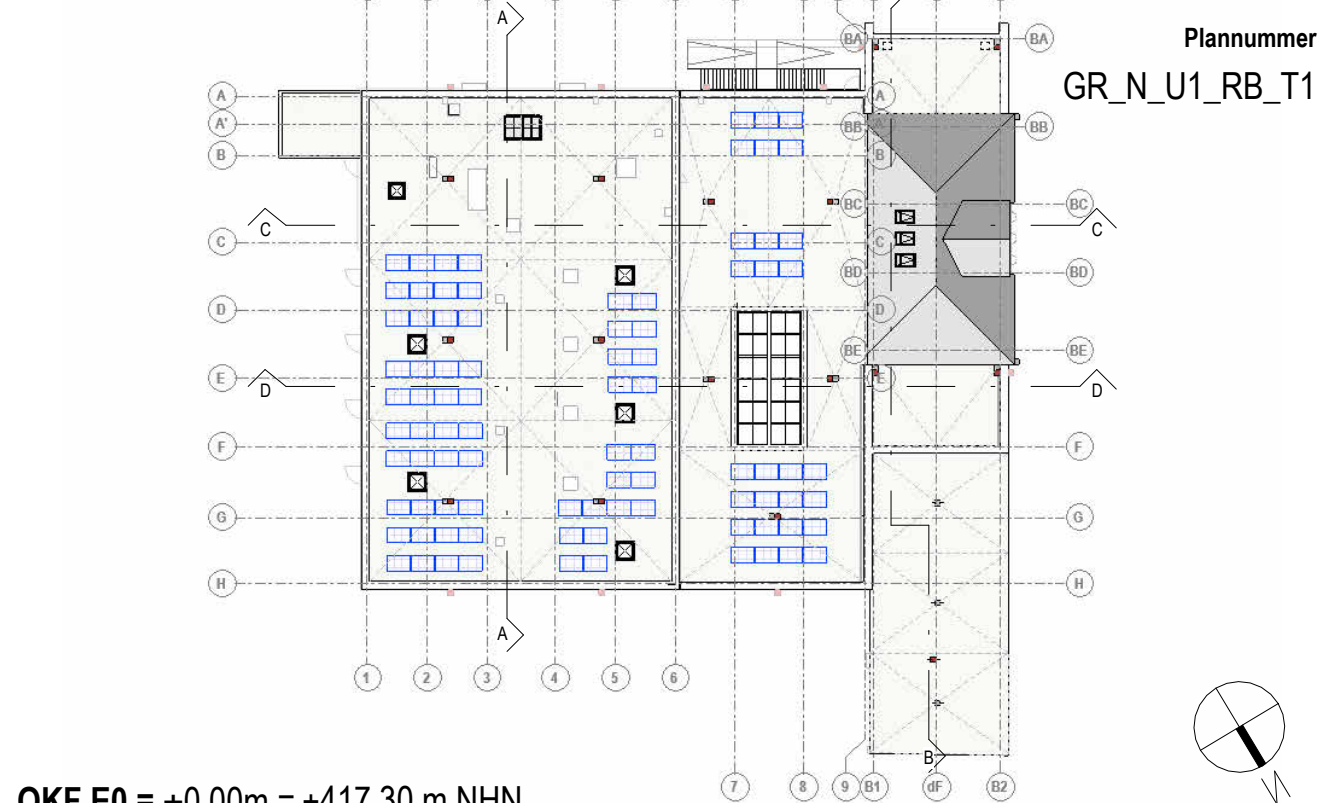 A
BA
BA
Plannummer
GR_N_U1_RB_T1
A
A
A'
BB
BB
B
B
BC
BC
C
C
C
C
BD
BD
D
D
BE
BE
E
E
D
D
F
F
G
G
H
H
A
1
2
3
4
5
6
B
7
8
9
B1
dF
B2
N
OKF E0 = ±0,00m = +417,30 m NHN